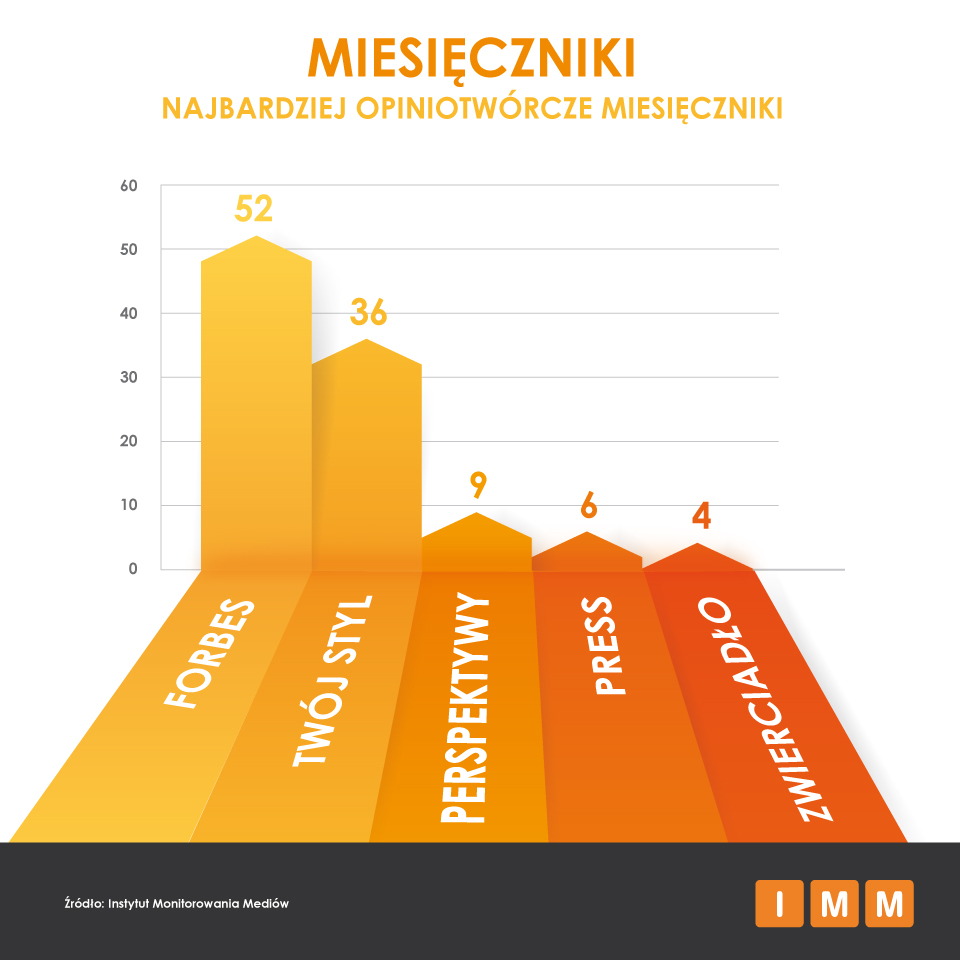 MIESIĘCZNIKI
NAJBARDZIEJ OPINIOTWÓRCZE MIESIĘCZNIKI
60
50
40
30
20
10
0
52
36
9
6
4
FORBES
TWÓJ STYL
PERSPEKTYWY
PRESS
ZWIERCIADŁO
Źródło: Instytut Monitorowania Mediów
I M M